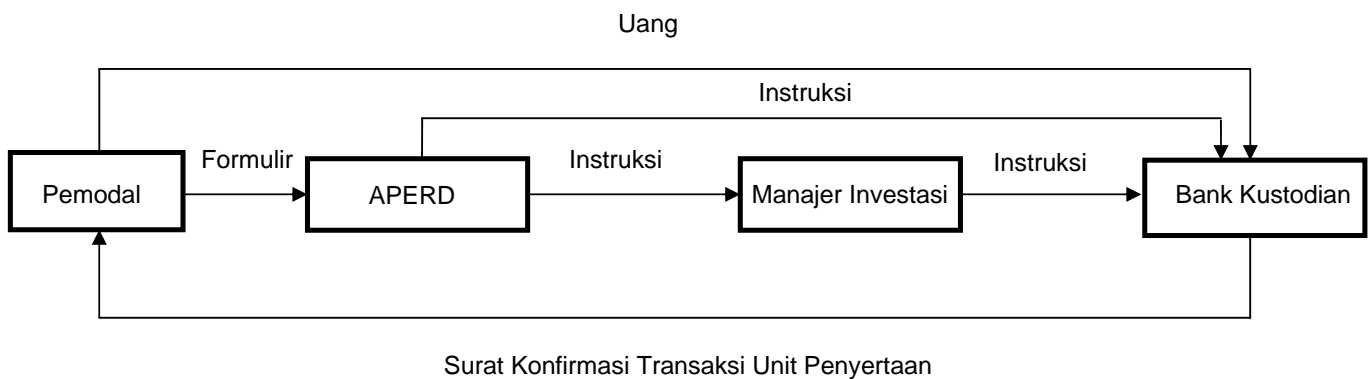 Uang
Instruksi
Formulir
Instruksi
Instruksi
Pemodal
APERD
Manajer Investasi
Bank Kustodian
Surat Konfirmasi Transaksi Unit Penyertaan